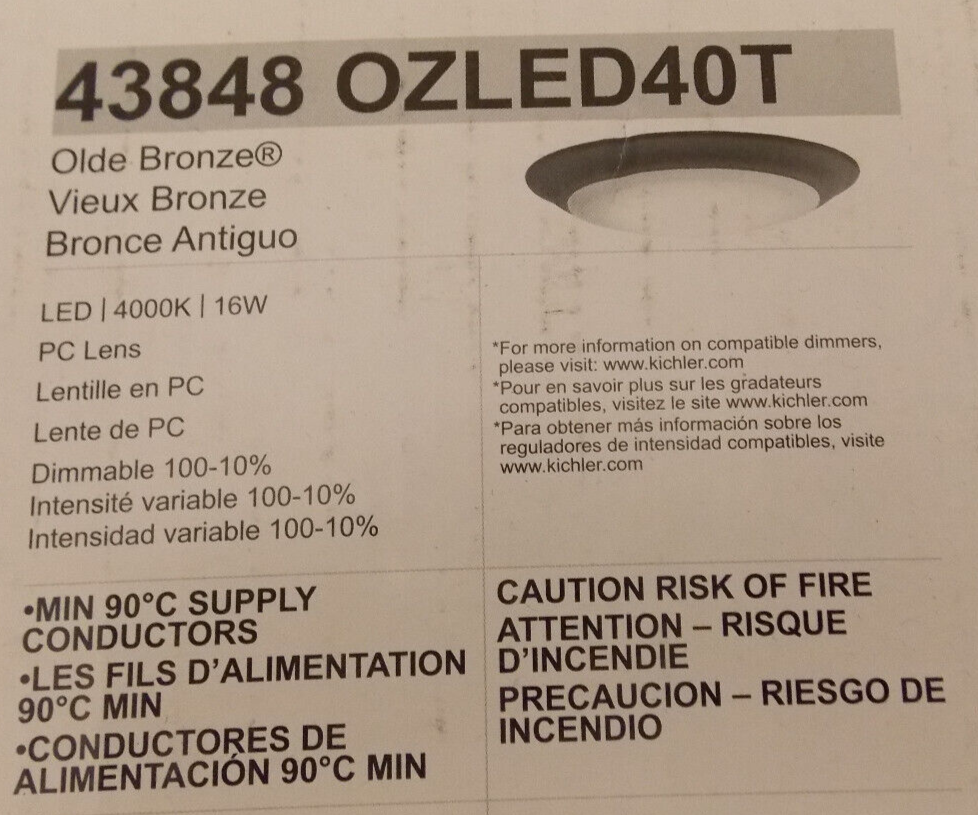 43848 OZLED40T
Olde Bronze®
Vieux Bronze
Bronce Antiguo
LED | 4000K | 16W
PC Lens
Lentille en PC
Lente de PC
Dimmable 100-10%
Intensité variable 100-10%
Intensidad variable 100-10%
*For more information on compatible dimmers,
please visit: www.kichler.com
*Pour en savoir plus sur les gradateurs
compatibles, visitez le site www.kichler.com
*Para obtener más información sobre los
reguladores de intensidad compatibles, visite
www.kichler.com
•MIN 90°C SUPPLY
CONDUCTORS
•LES FILS D'ALIMENTATION
90°C MIN
•CONDUCTORES DE
ALIMENTACIÓN 90°C MIN
CAUTION RISK OF FIRE
ATTENTION – RISQUE
D'INCENDIE
PRECAUCION – RIESGO DE
INCENDIO